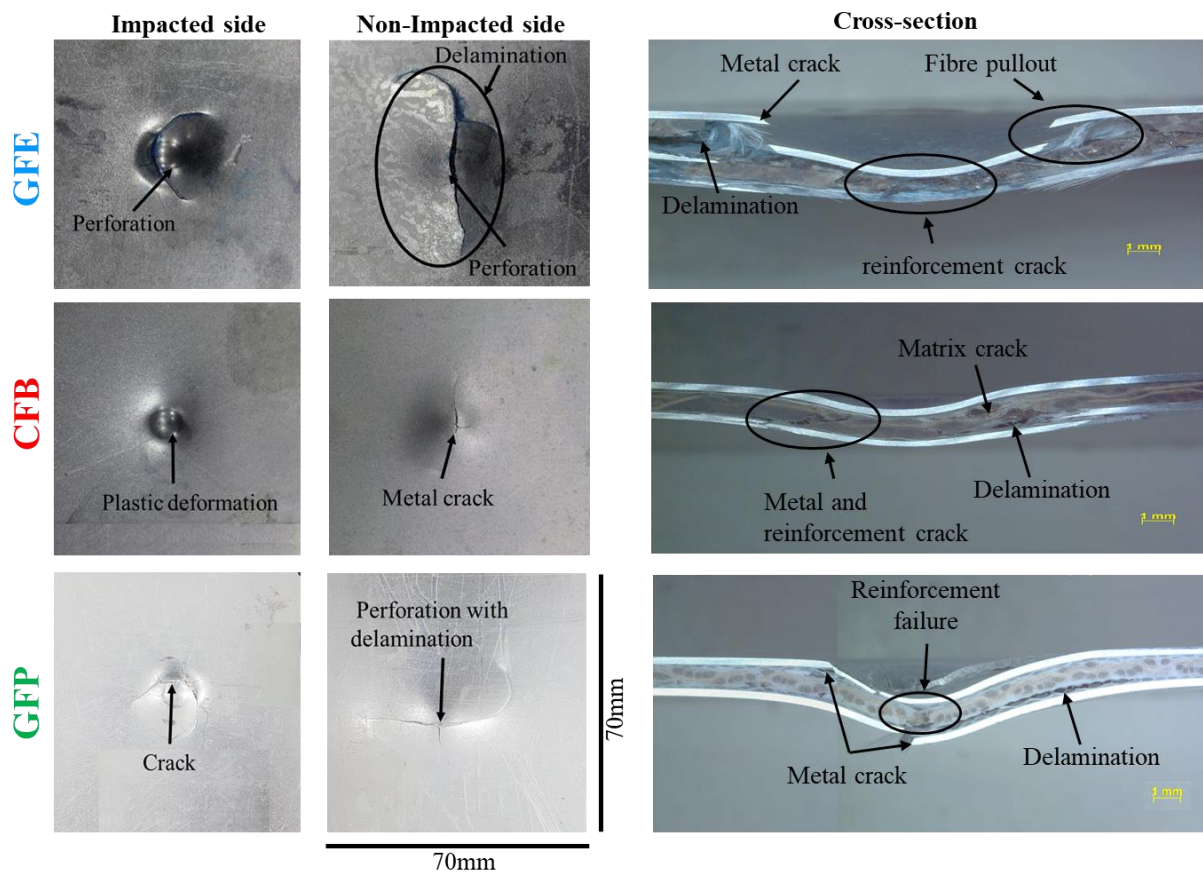 Impacted side
Non-Impacted side
Cross-section
GFE
Perforation
Delamination
Perforation
Metal crack
Fibre pullout
Delamination
reinforcement crack
1 mm
CFB
Plastic deformation
Metal crack
Matrix crack
Metal and
reinforcement crack
Delamination
1 mm
GFP
Crack
Perforation with
delamination
70mm
70mm
Reinforcement
failure
Metal crack
Delamination
1 mm